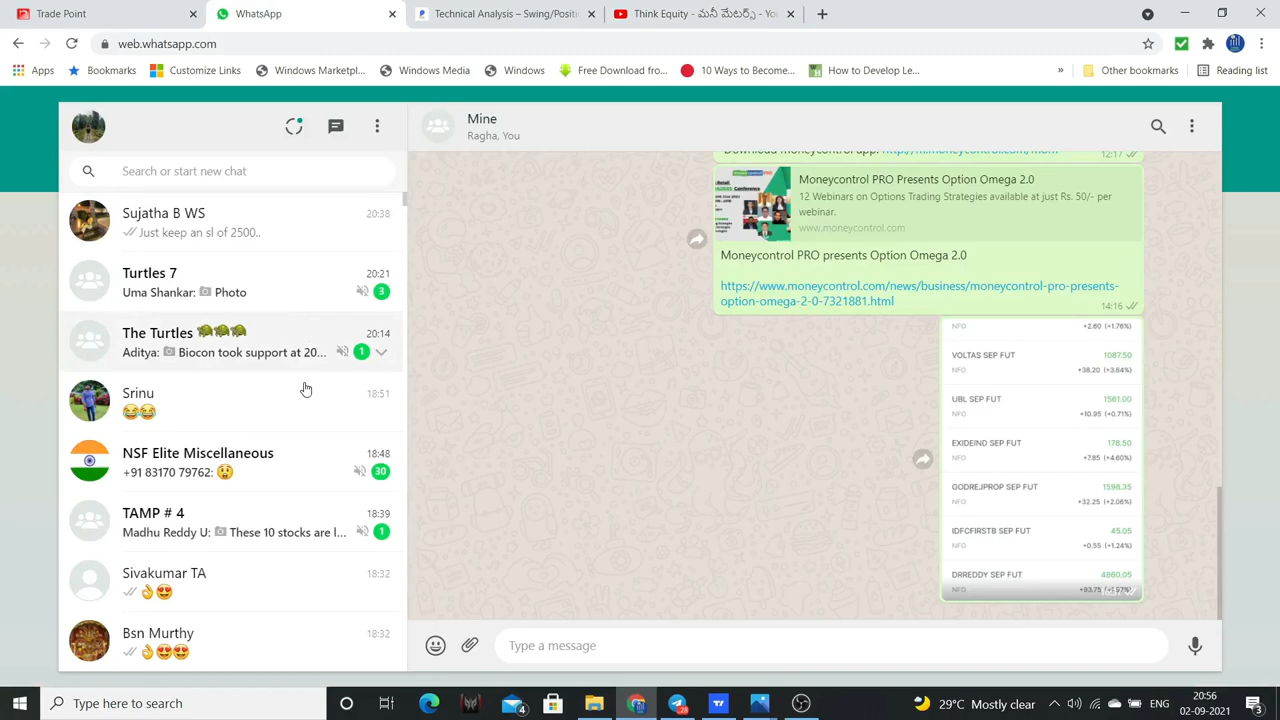 Trade Point
WhatsApp
Tectnical Analysis – Swing/Positi
Think Equity - మనీ మేటర్స్ - Yo
web.whatsapp.com
Apps
Bookmarks
Customize Links
Windows Marketpl...
Windows Media
Windows
Free Download fro...
10 Ways to Become...
How to Develop Le...
»
Other bookmarks
Reading list
Search or start new chat
Sujatha B WS
20:38
Just keep an sl of 2500..
Turtles 7
20:21
Uma Shankar: Photo
3
The Turtles 🐢🐢🐢
20:14
Aditya: Biocon took support at 20...
1
Srinu
18:51
😂😂
NSF Elite Miscellaneous
18:48
+91 83170 79762: 😲
30
TAMP # 4
18:39
Madhu Reddy U: These 10 stocks are l...
1
Sivakumar TA
18:32
👌😍
Bsn Murthy
18:32
👌😍😍
Mine
Ragha, You
Download moneycontrol app:
12:17
Moneycontrol PRO Presents Option Omega 2.0
12 Webinars on Options Trading Strategies available at just Rs. 50/- per
webinar.
www.moneycontrol.com
Moneycontrol PRO presents Option Omega 2.0
https://www.moneycontrol.com/news/business/moneycontrol-pro-presents-
option-omega-2-0-7321881.html
14:16
NFO
+2.60 (+1.76%)
VOLTAS SEP FUT
1087.50
NFO
+38.20 (+3.64%)
UBL SEP FUT
1561.00
NFO
+10.95 (+0.71%)
EXIDEIND SEP FUT
178.50
NFO
+7.85 (+4.60%)
GODREJPROP SEP FUT
1598.35
NFO
+32.25 (+2.06%)
IDFCFIRSTB SEP FUT
45.05
NFO
+0.55 (+1.24%)
DRREDDY SEP FUT
4860.05
NFO
Type a message
Type here to search
4
28
29°C Mostly clear
ENG
20:56
02-09-2021
3